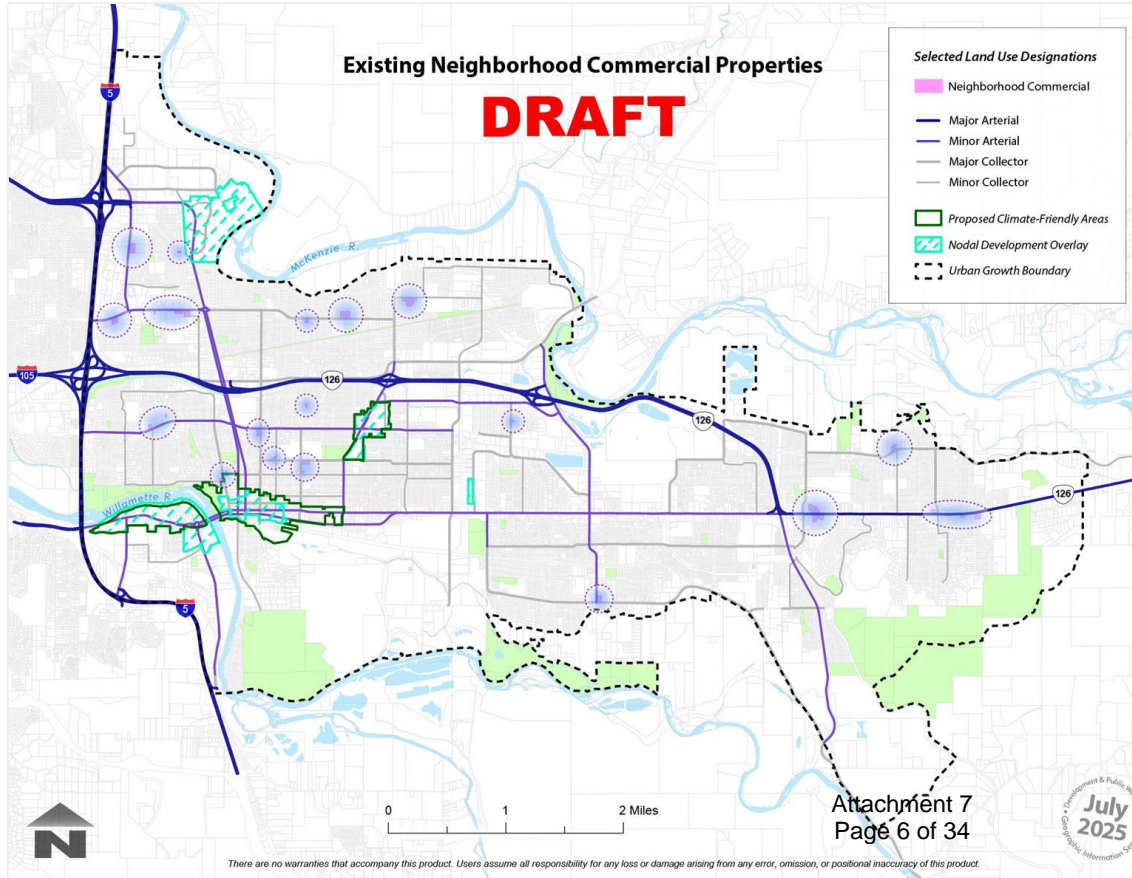 Existing Neighborhood Commercial Properties
DRAFT
Selected Land Use Designations
Neighborhood Commercial
Major Arterial
Minor Arterial
Major Collector
Minor Collector
Proposed Climate-Friendly Areas
Nodal Development Overlay
Urban Growth Boundary
5
McKenzie R.
105
126
126
126
Willamette R.
5
N
0 1 2 Miles
Attachment 7
Page 6 of 34
Development & Public
July
2025
Geographic Information
There are no warranties that accompany this product. Users assume all responsibility for any loss or damage arising from any error, omission, or positional inaccuracy of this product.